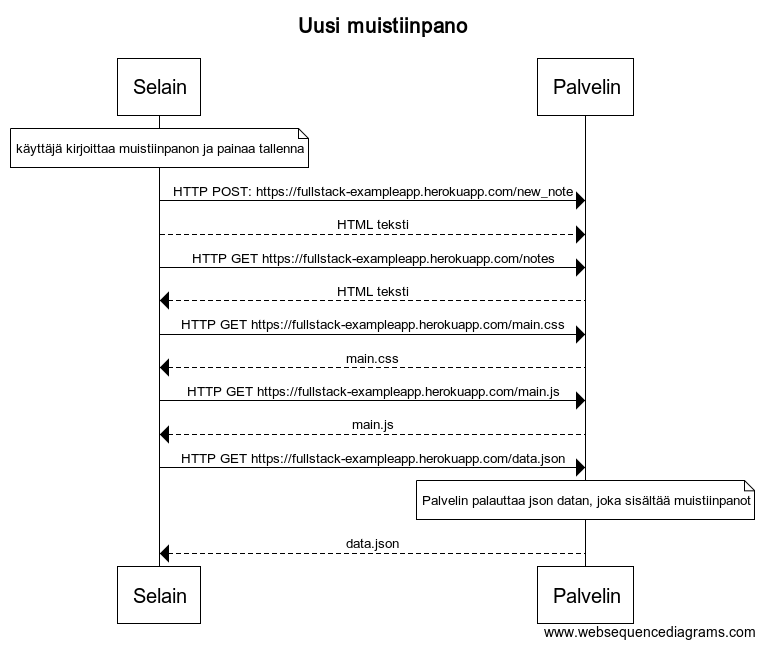 Uusi muistiinpano
Selain
Palvelin
käyttäjä kirjoittaa muistiinpanon ja painaa tallenna
HTTP POST: https://fullstack-exampleapp.herokuapp.com/new_note
HTML teksti
HTTP GET https://fullstack-exampleapp.herokuapp.com/notes
HTML teksti
HTTP GET https://fullstack-exampleapp.herokuapp.com/main.css
main.css
HTTP GET https://fullstack-exampleapp.herokuapp.com/main.js
main.js
HTTP GET https://fullstack-exampleapp.herokuapp.com/data.json
Palvelin palauttaa json datan, joka sisältää muistiinpanot
data.json
Selain
Palvelin
www.websequencediagrams.com